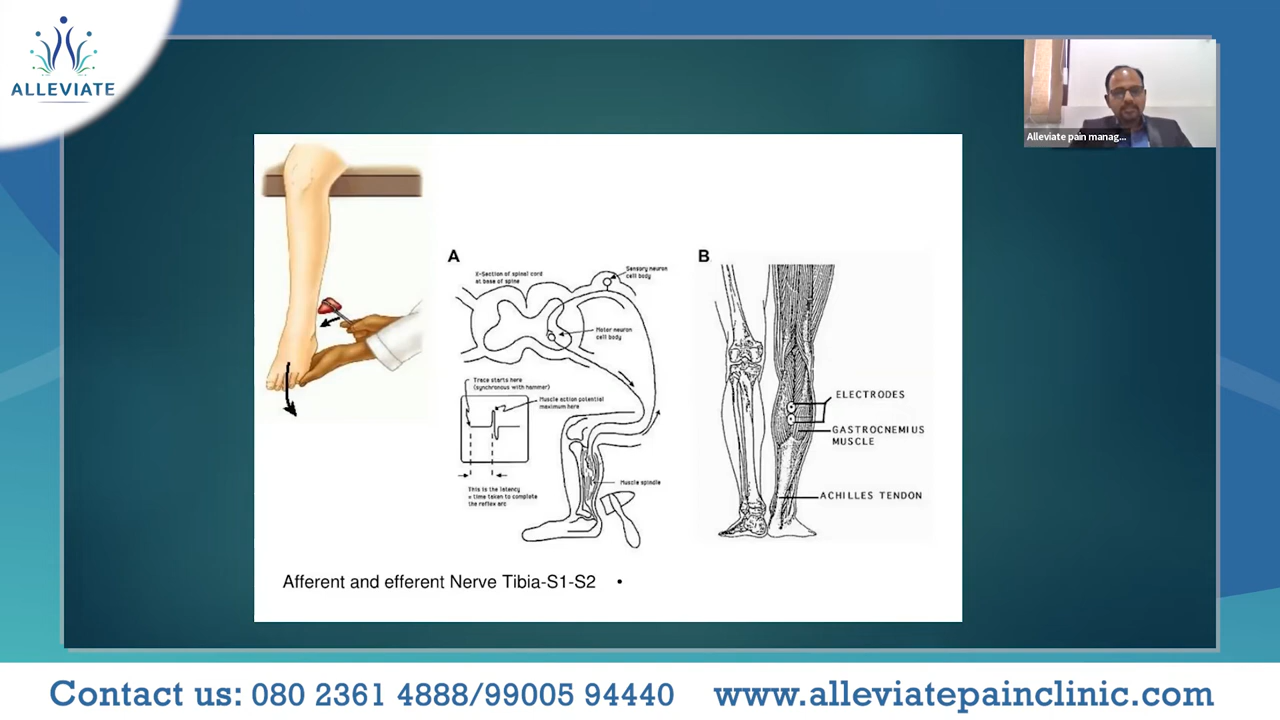 ALLEVIATE
Alleviate pain manag...
A
X-Section of spinal cord
at base of spine
Sensory neuron
cell body
Motor neuron
cell body
Trace starts here
(synchronous with hammer)
Muscle action potential
maximum here
This is the latency
= time taken to complete
the reflex arc
Muscle spindle
B
ELECTRODES
GASTROCNEMIUS
MUSCLE
ACHILLES TENDON
Afferent and efferent Nerve Tibia-S1-S2 •
Contact us: 080 2361 4888/99005 94440 www.alleviatepainclinic.com